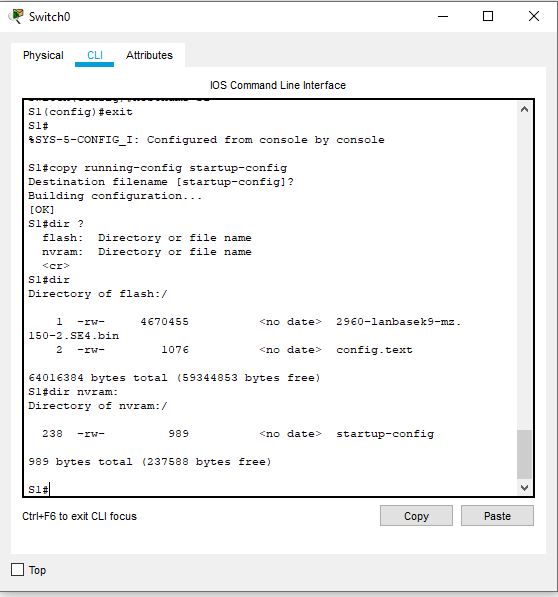 Switch0
Physical CLI Attributes
IOS Command Line Interface
S1(config)#exit
S1#
%SYS-5-CONFIG_I: Configured from console by console
S1#copy running-config startup-config
Destination filename [startup-config]?
Building configuration...
[OK]
S1#dir ?
flash: Directory or file name
nvram: Directory or file name
<cr>
S1#dir
Directory of flash:/
1 -rw- 4670455 <no date> 2960-lanbasek9-mz.
150-2.SE4.bin
2 -rw- 1076 <no date> config.text
64016384 bytes total (59344853 bytes free)
S1#dir nvram:
Directory of nvram:/
238 -rw- 989 <no date> startup-config
989 bytes total (237588 bytes free)
S1#
Ctrl+F6 to exit CLI focus Copy Paste
Top